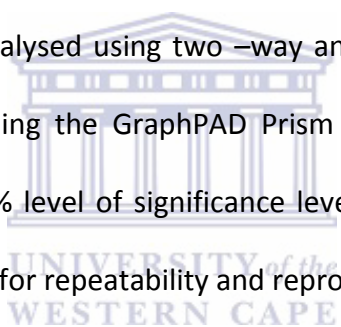 alysed using two –way an
ing the GraphPAD Prism
% level of significance leve
UNIVERSITY of the
for repeatability and repro
WESTERN CAPE